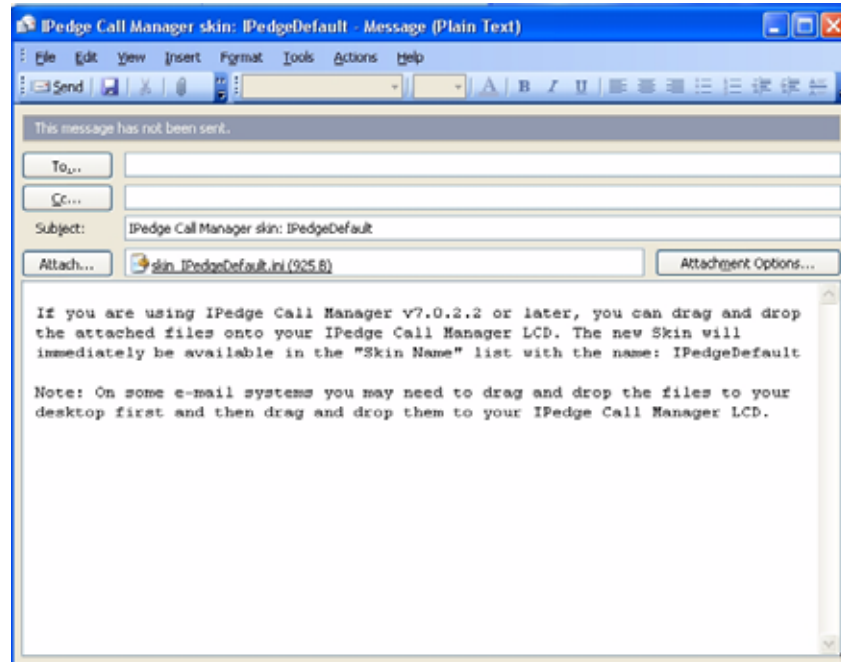 IPedge Call Manager skin: IPedgeDefault - Message (Plain Text)
File Edit View Insert Format Tools Actions Help
Send A B I U
This message has not been sent.
To...
Cc...
Subject: IPedge Call Manager skin: IPedgeDefault
Attach... skin_IPedgeDefault.ini (925 B) Attachment Options...
If you are using IPedge Call Manager v7.0.2.2 or later, you can drag and drop
the attached files onto your IPedge Call Manager LCD. The new Skin will
immediately be available in the "Skin Name" list with the name: IPedgeDefault
Note: On some e-mail systems you may need to drag and drop the files to your
desktop first and then drag and drop them to your IPedge Call Manager LCD.